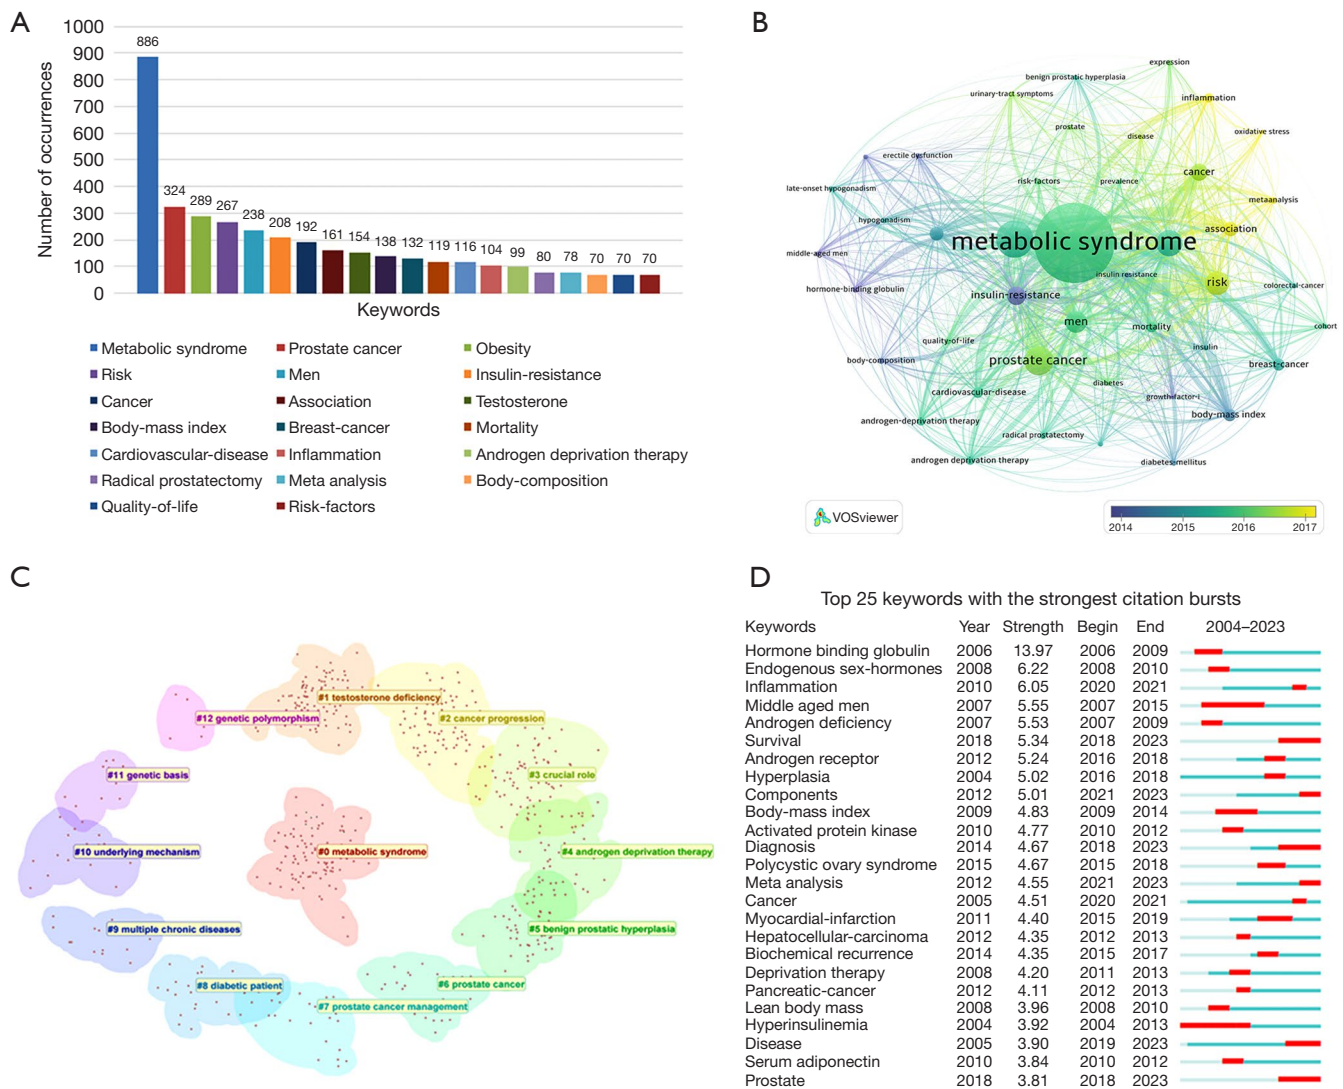 A
1000
900
800
700
600
500
400
300
200
100
0
Number of occurrences
886
324
289
267
238
208
192
161
154
138
132
119
116
104
99
80
78
70
70
70
Keywords
Metabolic syndrome Prostate cancer Obesity
Risk Men Insulin-resistance
Cancer Association Testosterone
Body-mass index Breast-cancer Mortality
Cardiovascular-disease Inflammation Androgen deprivation therapy
Radical prostatectomy Meta analysis Body-composition
Quality-of-life Risk-factors
B
expression
benign prostatic hyperplasia
urinary-tract symptoms
inflammation
prostate
disease
oxidative stress
erectile dysfunction
cancer
late-onset hypogonadism
risk-factors
prevalence
metaanalysis
hypogonadism
association
metabolic syndrome
middle-aged men
insulin resistance
hormone-binding globulin
insulin-resistance
risk
colorectal-cancer
men
mortality
cohort
quality-of-life
insulin
body-composition
prostate cancer
breast-cancer
cardiovascular-disease
diabetes
growth-factor-i
androgen-deprivation therapy
body-mass index
radical prostatectomy
androgen deprivation therapy
diabetes-mellitus
VOSviewer
2014 2015 2016 2017
C
#1 testosterone deficiency
#12 genetic polymorphism
#2 cancer progression
#11 genetic basis
#3 crucial role
#10 underlying mechanism
#0 metabolic syndrome
#4 androgen deprivation therapy
#9 multiple chronic diseases
#5 benign prostatic hyperplasia
#8 diabetic patient
#6 prostate cancer
#7 prostate cancer management
D
Top 25 keywords with the strongest citation bursts
Keywords Year Strength Begin End 2004–2023
Hormone binding globulin 2006 13.97 2006 2009
Endogenous sex-hormones 2008 6.22 2008 2010
Inflammation 2010 6.05 2020 2021
Middle aged men 2007 5.55 2007 2015
Androgen deficiency 2007 5.53 2007 2009
Survival 2018 5.34 2018 2023
Androgen receptor 2012 5.24 2016 2018
Hyperplasia 2004 5.02 2016 2018
Components 2012 5.01 2021 2023
Body-mass index 2009 4.83 2009 2014
Activated protein kinase 2010 4.77 2010 2012
Diagnosis 2014 4.67 2018 2023
Polycystic ovary syndrome 2015 4.67 2015 2018
Meta analysis 2012 4.55 2021 2023
Cancer 2005 4.51 2020 2021
Myocardial-infarction 2011 4.40 2015 2019
Hepatocellular-carcinoma 2012 4.35 2012 2013
Biochemical recurrence 2014 4.35 2015 2017
Deprivation therapy 2008 4.20 2011 2013
Pancreatic-cancer 2012 4.11 2012 2013
Lean body mass 2008 3.96 2008 2010
Hyperinsulinemia 2004 3.92 2004 2013
Disease 2005 3.90 2019 2023
Serum adiponectin 2010 3.84 2010 2012
Prostate 2018 3.81 2018 2023